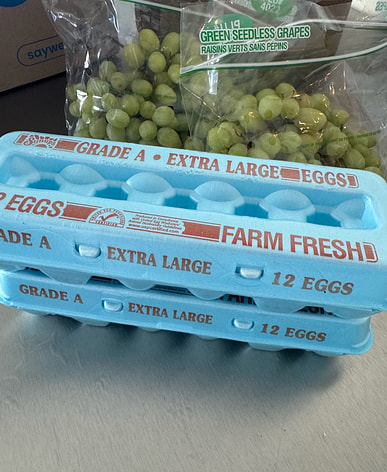 saywe
GREEN SEEDLESS GRAPES
RAISINS VERTS SANS PÉPINS
GRADE A • EXTRA LARGE EGGS
EGGS
FARM FRESH
GRADE A EXTRA LARGE 12 EGGS
GRADE A EXTRA LARGE 12 EGGS